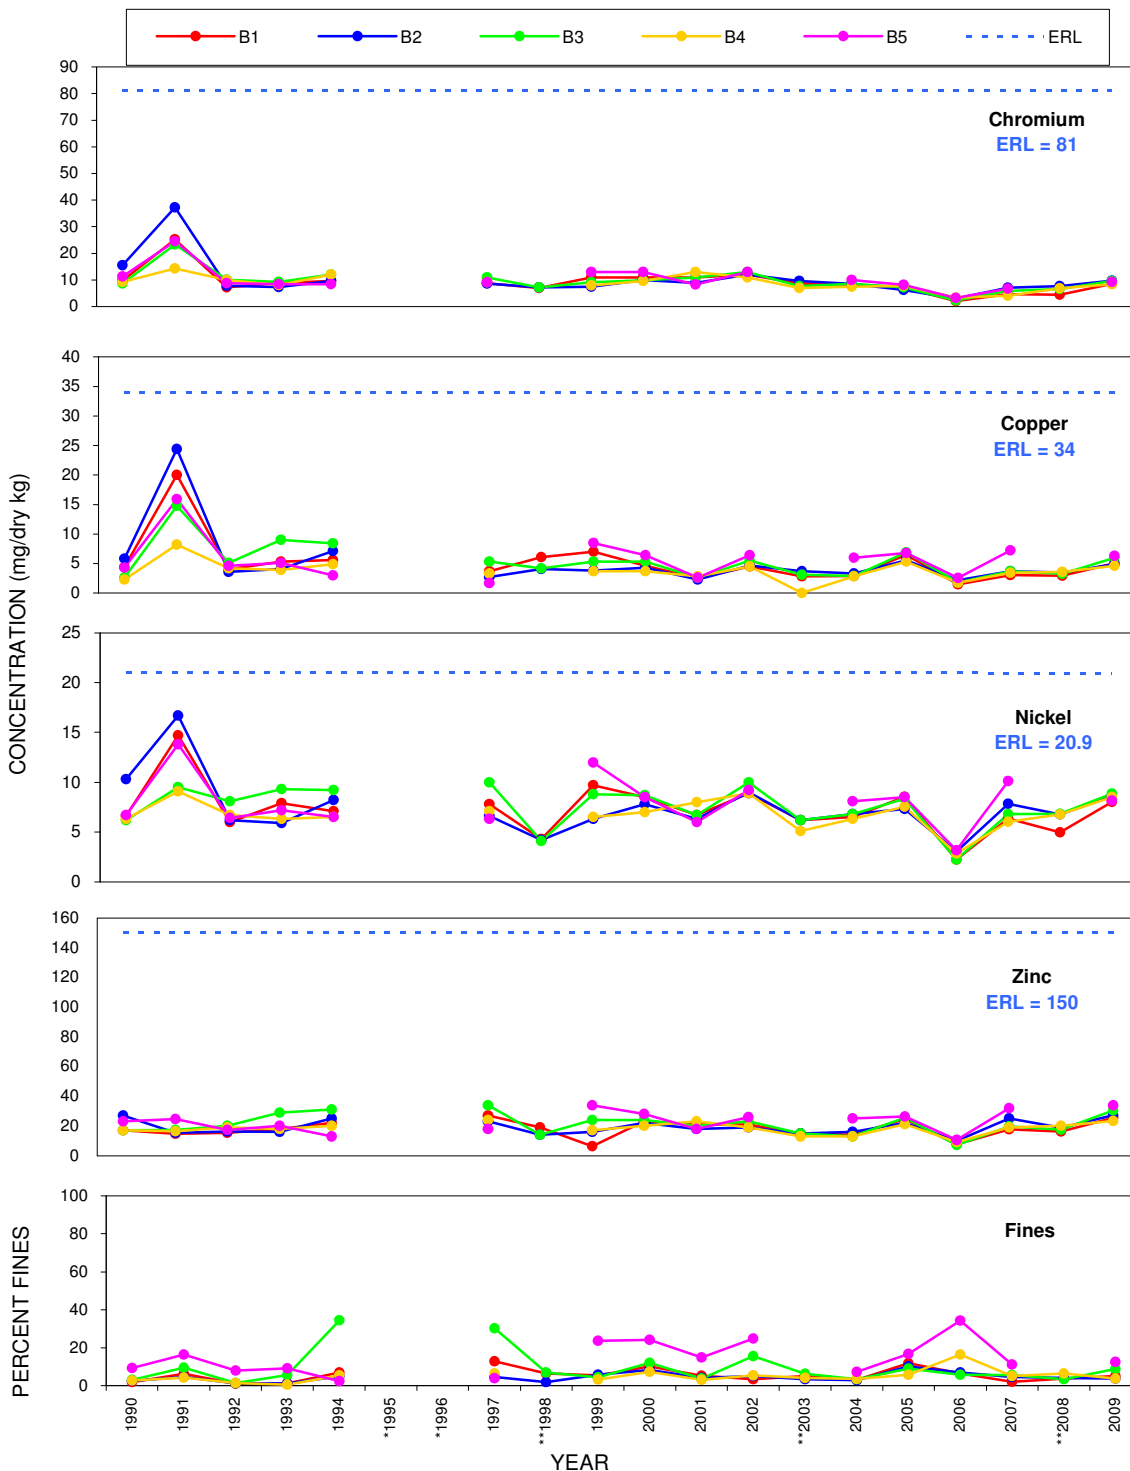 B1 B2 B3 B4 B5 ERL
90
80
70
60
50
40
30
20
10
0
Chromium
ERL = 81
40
35
30
25
20
15
10
5
0
Copper
ERL = 34
CONCENTRATION (mg/dry kg)
25
20
15
10
5
0
Nickel
ERL = 20.9
160
140
120
100
80
60
40
20
0
Zinc
ERL = 150
100
80
60
40
20
0
Fines
PERCENT FINES
1990 1991 1992 1993 1994 *1995 *1996 1997 **1998 1999 2000 2001 2002 **2003 2004 2005 2006 2007 **2008 2009
YEAR